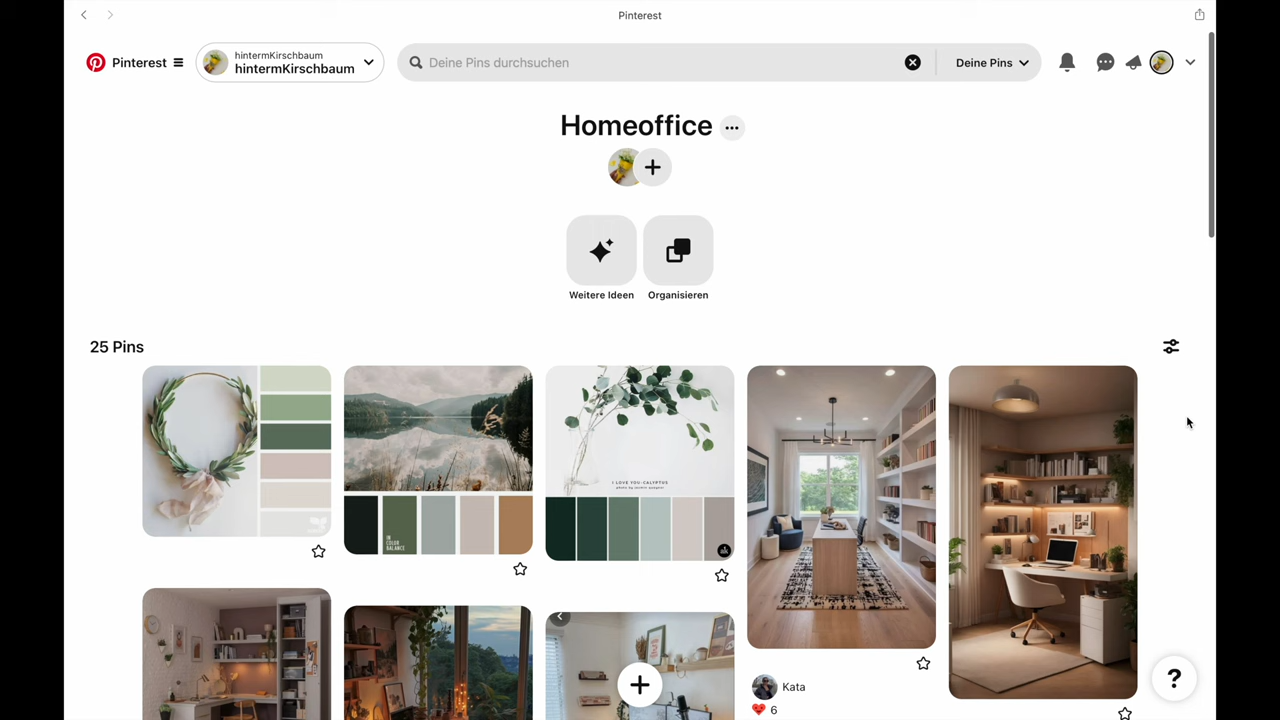 Pinterest
Pinterest
hintermKirschbaum
hintermKirschbaum
Deine Pins durchsuchen
Deine Pins
Homeoffice
Weitere Ideen
Organisieren
25 Pins
IN
COLOR
BALANCE
I LOVE YOU-CALYPTUS
Kata
6
?